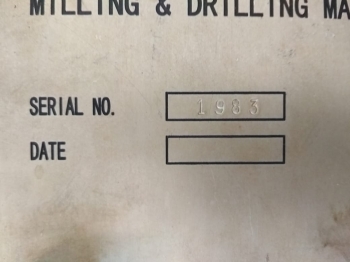 MILLING & DRILLING MA
SERIAL NO. 1983
DATE